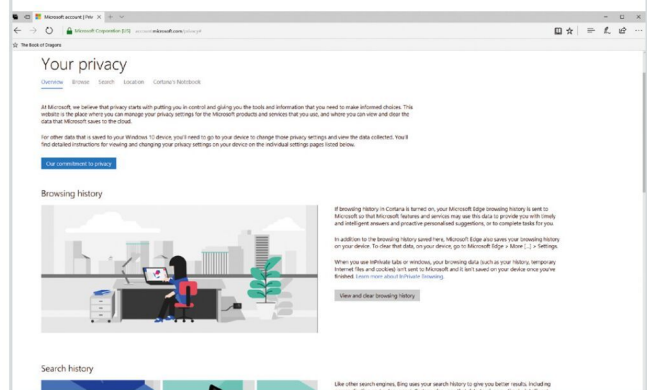 Microsoft account | Priv
Microsoft Corporation [US] account.microsoft.com/privacy#
The Book of Dragons
Your privacy
Overview Browse Search Location Cortana's Notebook
At Microsoft, we believe that privacy starts with putting you in control and giving you the tools and information that you need to make informed choices. This
website is the place where you can manage your privacy settings for the Microsoft products and services that you use, and where you can view and clear the
data that Microsoft saves to the cloud.
For other data that is saved to your Windows 10 device, you'll need to go to your device to change those privacy settings and view the data collected. You'll
find detailed instructions for viewing and changing your privacy settings on your device on the individual settings pages listed below.
Our commitment to privacy
Browsing history
If browsing history in Cortana is turned on, your Microsoft Edge browsing history is sent to
Microsoft so that Microsoft features and services may use this data to provide you with timely
and intelligent answers and proactive personalised suggestions, or to complete tasks for you.
In addition to the browsing history saved here, Microsoft Edge also saves your browsing history
on your device. To clear that data, on your device, go to Microsoft Edge > More [...] > Settings.
When you use InPrivate tabs or windows, your browsing data (such as your history, temporary
internet files and cookies) isn't sent to Microsoft and it isn't saved on your device once you've
finished. Learn more about InPrivate browsing.
View and clear browsing history
Search history
Like other search engines, Bing uses your search history to give you better results, including